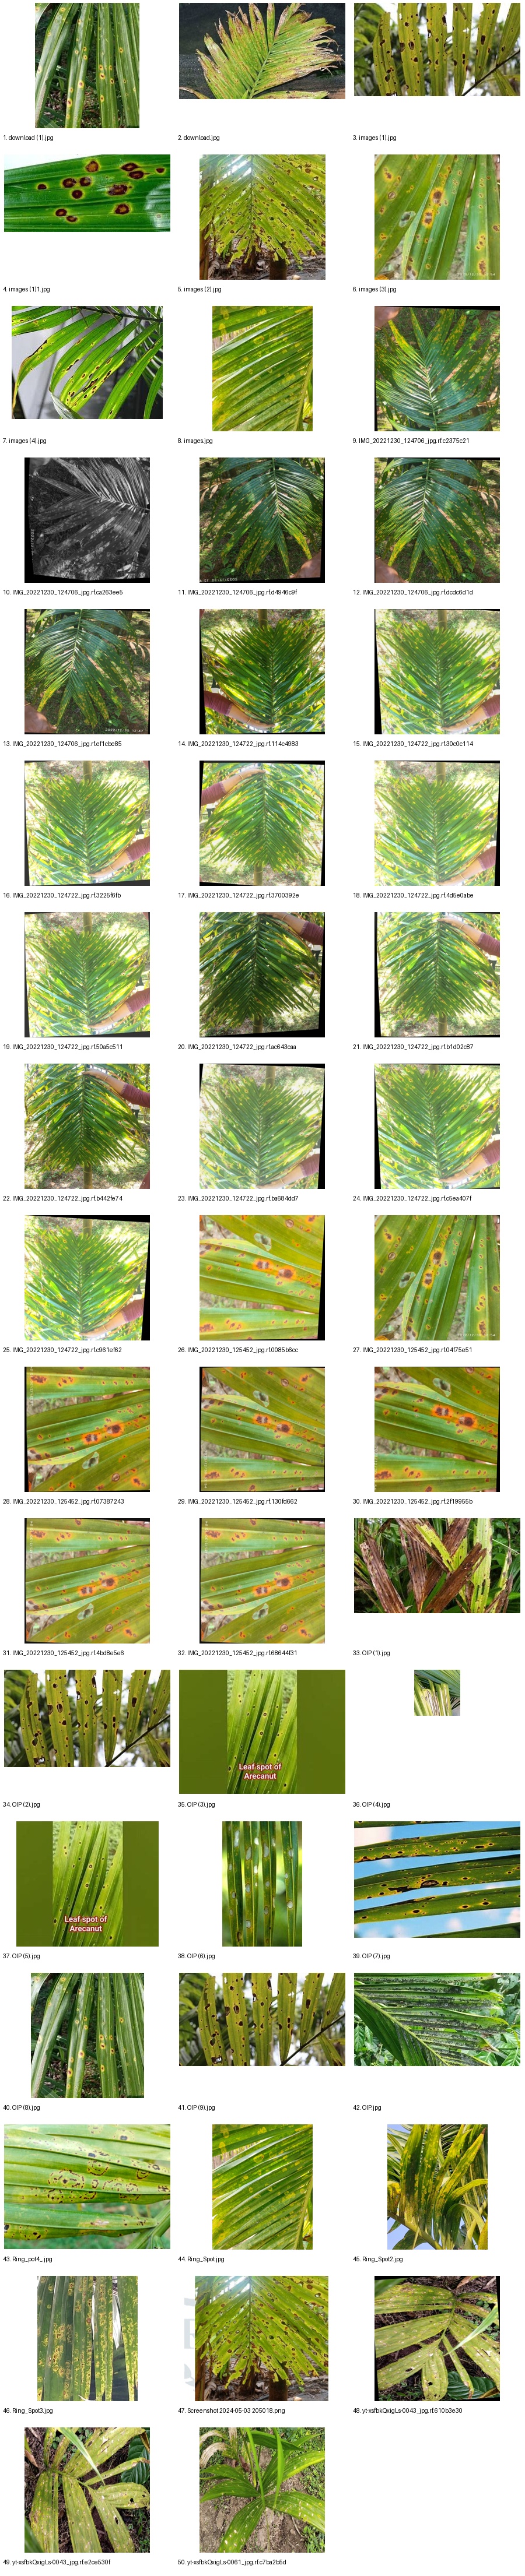 1. download (1).jpg
2. download.jpg
3. images (1).jpg
4. images (1)1.jpg
5. images (2).jpg
6. images (3).jpg
7. images (4).jpg
8. images.jpg
9. IMG_20221230_124706_jpg.rf.c2375c21
10. IMG_20221230_124706_jpg.rf.ca263ee5
11. IMG_20221230_124706_jpg.rf.d4946c9f
12. IMG_20221230_124706_jpg.rf.dcdc6d1d
13. IMG_20221230_124706_jpg.rf.ef1cbe85
14. IMG_20221230_124722_jpg.rf.114c4983
15. IMG_20221230_124722_jpg.rf.30c0c114
16. IMG_20221230_124722_jpg.rf.3225f6fb
17. IMG_20221230_124722_jpg.rf.3700392e
18. IMG_20221230_124722_jpg.rf.4d5e0abe
19. IMG_20221230_124722_jpg.rf.50a5c511
20. IMG_20221230_124722_jpg.rf.ac643caa
21. IMG_20221230_124722_jpg.rf.b1d02c87
22. IMG_20221230_124722_jpg.rf.b442fe74
23. IMG_20221230_124722_jpg.rf.ba684dd7
24. IMG_20221230_124722_jpg.rf.c5ea407f
25. IMG_20221230_124722_jpg.rf.c961ef62
26. IMG_20221230_125452_jpg.rf.0085b6cc
27. IMG_20221230_125452_jpg.rf.04f75e51
28. IMG_20221230_125452_jpg.rf.07387243
29. IMG_20221230_125452_jpg.rf.130fd662
30. IMG_20221230_125452_jpg.rf.2f19955b
31. IMG_20221230_125452_jpg.rf.4bd8e5e6
32. IMG_20221230_125452_jpg.rf.68644f31
33. OIP (1).jpg
Leaf spot of
Arecanut
34. OIP (2).jpg
35. OIP (3).jpg
36. OIP (4).jpg
Leaf spot of
Arecanut
37. OIP (5).jpg
38. OIP (6).jpg
39. OIP (7).jpg
40. OIP (8).jpg
41. OIP (9).jpg
42. OIP.jpg
43. Ring_pot4_.jpg
44. Ring_Spot.jpg
45. Ring_Spot2.jpg
46. Ring_Spot3.jpg
47. Screenshot 2024-05-03 205018.png
48. yt-xafbkQxigLs-0043_jpg.rf.610b3e30
49. yt-xafbkQxigLs-0043_jpg.rf.e2ce530f
50. yt-xafbkQxigLs-0061_jpg.rf.c7ba2b5d